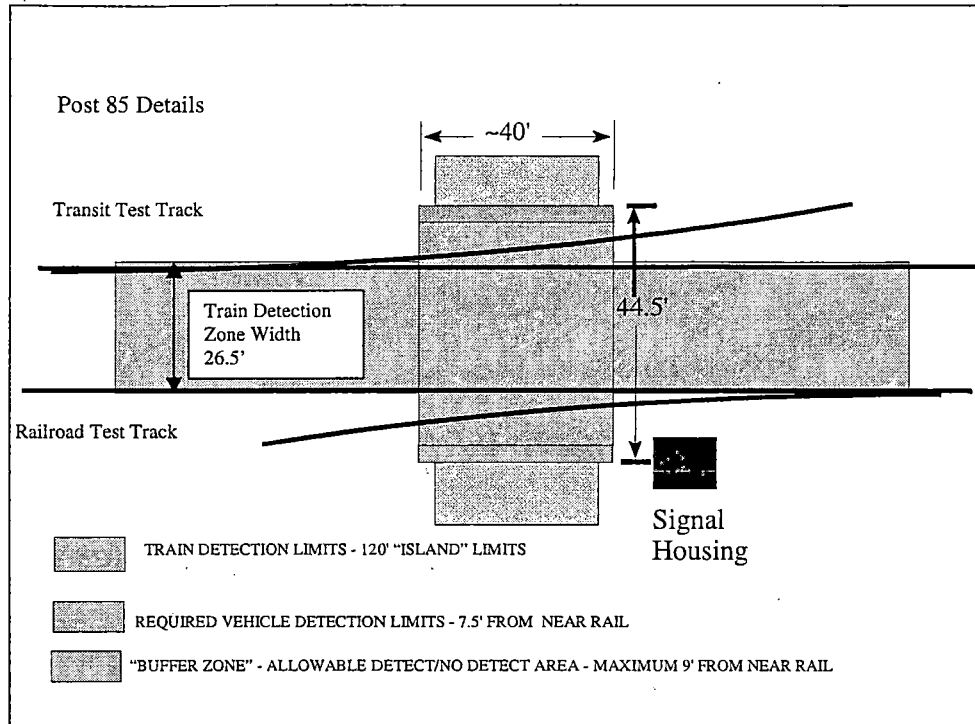 Post 85 Details
~40'
Transit Test Track
Train Detection
Zone Width
26.5'
44.5'
Railroad Test Track
Signal
Housing
TRAIN DETECTION LIMITS - 120' "ISLAND" LIMITS
REQUIRED VEHICLE DETECTION LIMITS - 7.5' FROM NEAR RAIL
"BUFFER ZONE" - ALLOWABLE DETECT/NO DETECT AREA - MAXIMUM 9' FROM NEAR RAIL